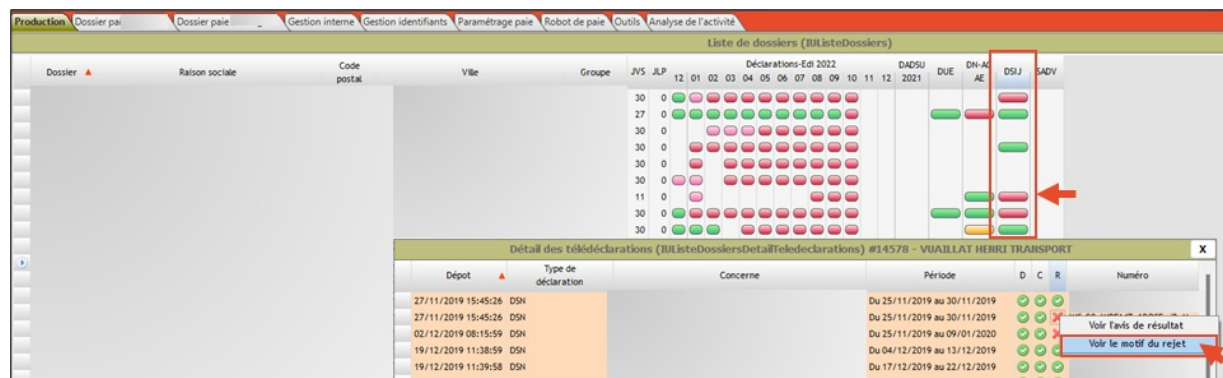 Production Dossier pai Dossier paie _ Gestion interne Gestion identifiants Paramétrage paie Robot de paie Outils Analyse de l'activité
Liste de dossiers (IUListeDossiers)
Dossier Raison sociale Code postal Ville Groupe JVS JLP Déclarations-Edi 2022 DADSU DUE DN-AC AE DSIJ SADV
12 01 02 03 04 05 06 07 08 09 10 11 12 2021
30 0
27 0
30 0
30 0
30 0
30 0
11 0
30 0
30 0
Détail des télédéclarations (IUListeDossiersDetailTeledeclarations) #14578 - VUAILLAT HENRI TRANSPORT X
Dépot Type de déclaration Concerne Période D C R Numéro
27/11/2019 15:45:26 DSN Du 25/11/2019 au 30/11/2019
27/11/2019 15:45:26 DSN Du 25/11/2019 au 30/11/2019
Voir l'avis de résultat
02/12/2019 08:15:59 DSN Du 25/11/2019 au 09/01/2020
Voir le motif du rejet
19/12/2019 11:38:59 DSN Du 04/12/2019 au 13/12/2019
19/12/2019 11:39:58 DSN Du 17/12/2019 au 22/12/2019